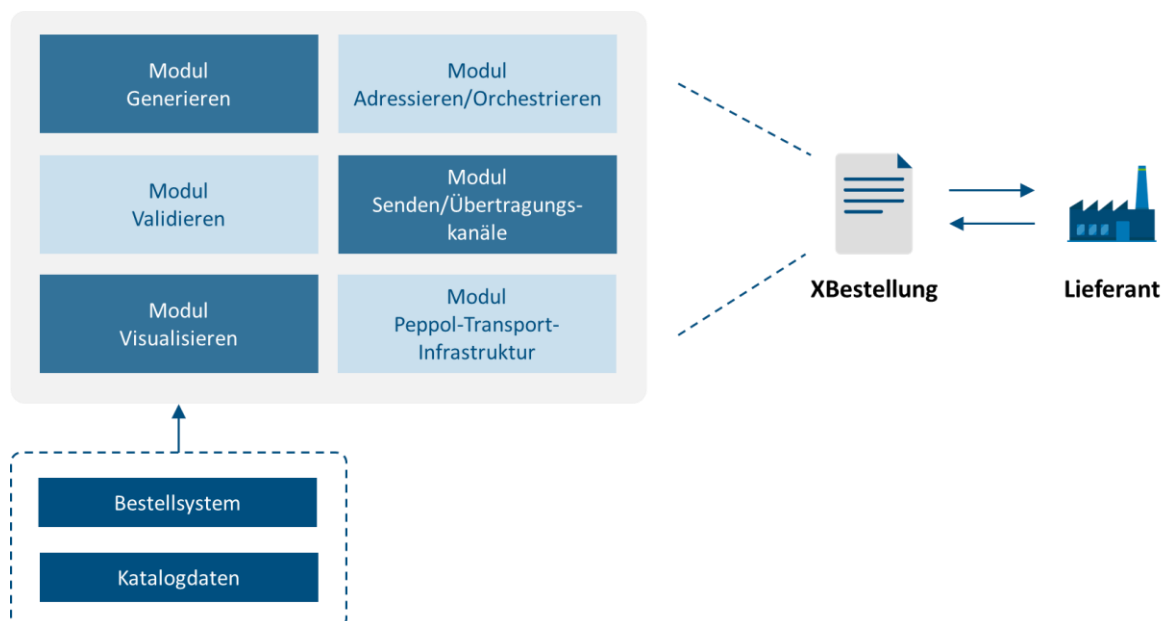 Modul
Generieren
Modul
Adressieren/Orchestrieren
Modul
Validieren
Modul
Senden/Übertragungs-
kanäle
Modul
Visualisieren
Modul
Peppol-Transport-
Infrastruktur
XBestellung
Lieferant
Bestellsystem
Katalogdaten